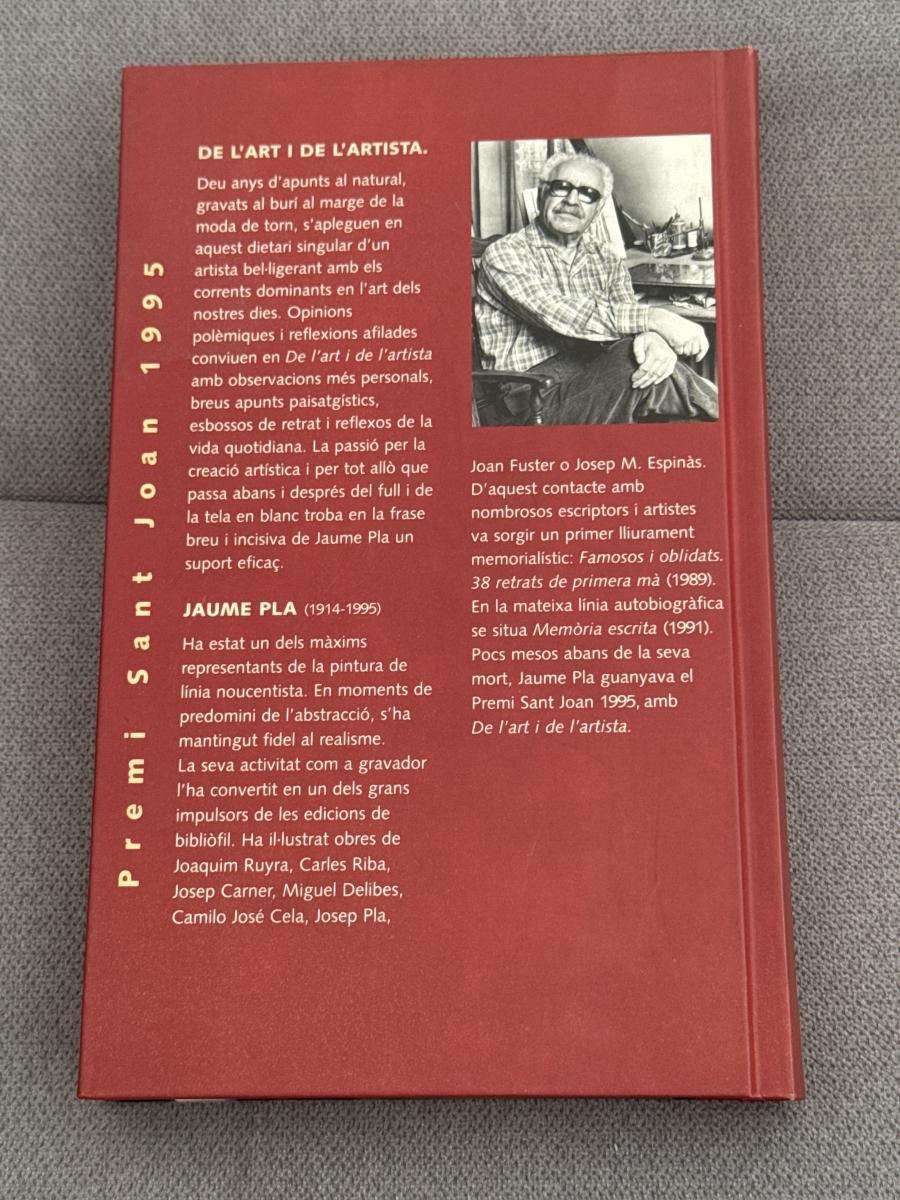 Premi Sant Joan 1995
DE L'ART I DE L'ARTISTA.
Deu anys d'apunts al natural,
gravats al burí al marge de la
moda de torn, s'apleguen en
aquest dietari singular d'un
artista bel·ligerant amb els
corrents dominants en l'art dels
nostres dies. Opinions
polèmiques i reflexions afilades
conviuen en De l'art i de l'artista
amb observacions més personals,
breus apunts paisatgístics,
esbossos de retrat i reflexos de la
vida quotidiana. La passió per la
creació artística i per tot allò que
passa abans i després del full i de
la tela en blanc troba en la frase
breu i incisiva de Jaume Pla un
suport eficaç.
JAUME PLA (1914-1995)
Ha estat un dels màxims
representants de la pintura de
línia noucentista. En moments de
predomini de l'abstracció, s'ha
mantingut fidel al realisme.
La seva activitat com a gravador
l'ha convertit en un dels grans
impulsors de les edicions de
bibliòfil. Ha il·lustrat obres de
Joaquim Ruyra, Carles Riba,
Josep Carner, Miguel Delibes,
Camilo José Cela, Josep Pla,
Joan Fuster o Josep M. Espinàs.
D'aquest contacte amb
nombrosos escriptors i artistes
va sorgir un primer lliurament
memorialístic: Famosos i oblidats.
38 retrats de primera mà (1989).
En la mateixa línia autobiogràfica
se situa Memòria escrita (1991).
Pocs mesos abans de la seva
mort, Jaume Pla guanyava el
Premi Sant Joan 1995, amb
De l'art i de l'artista.